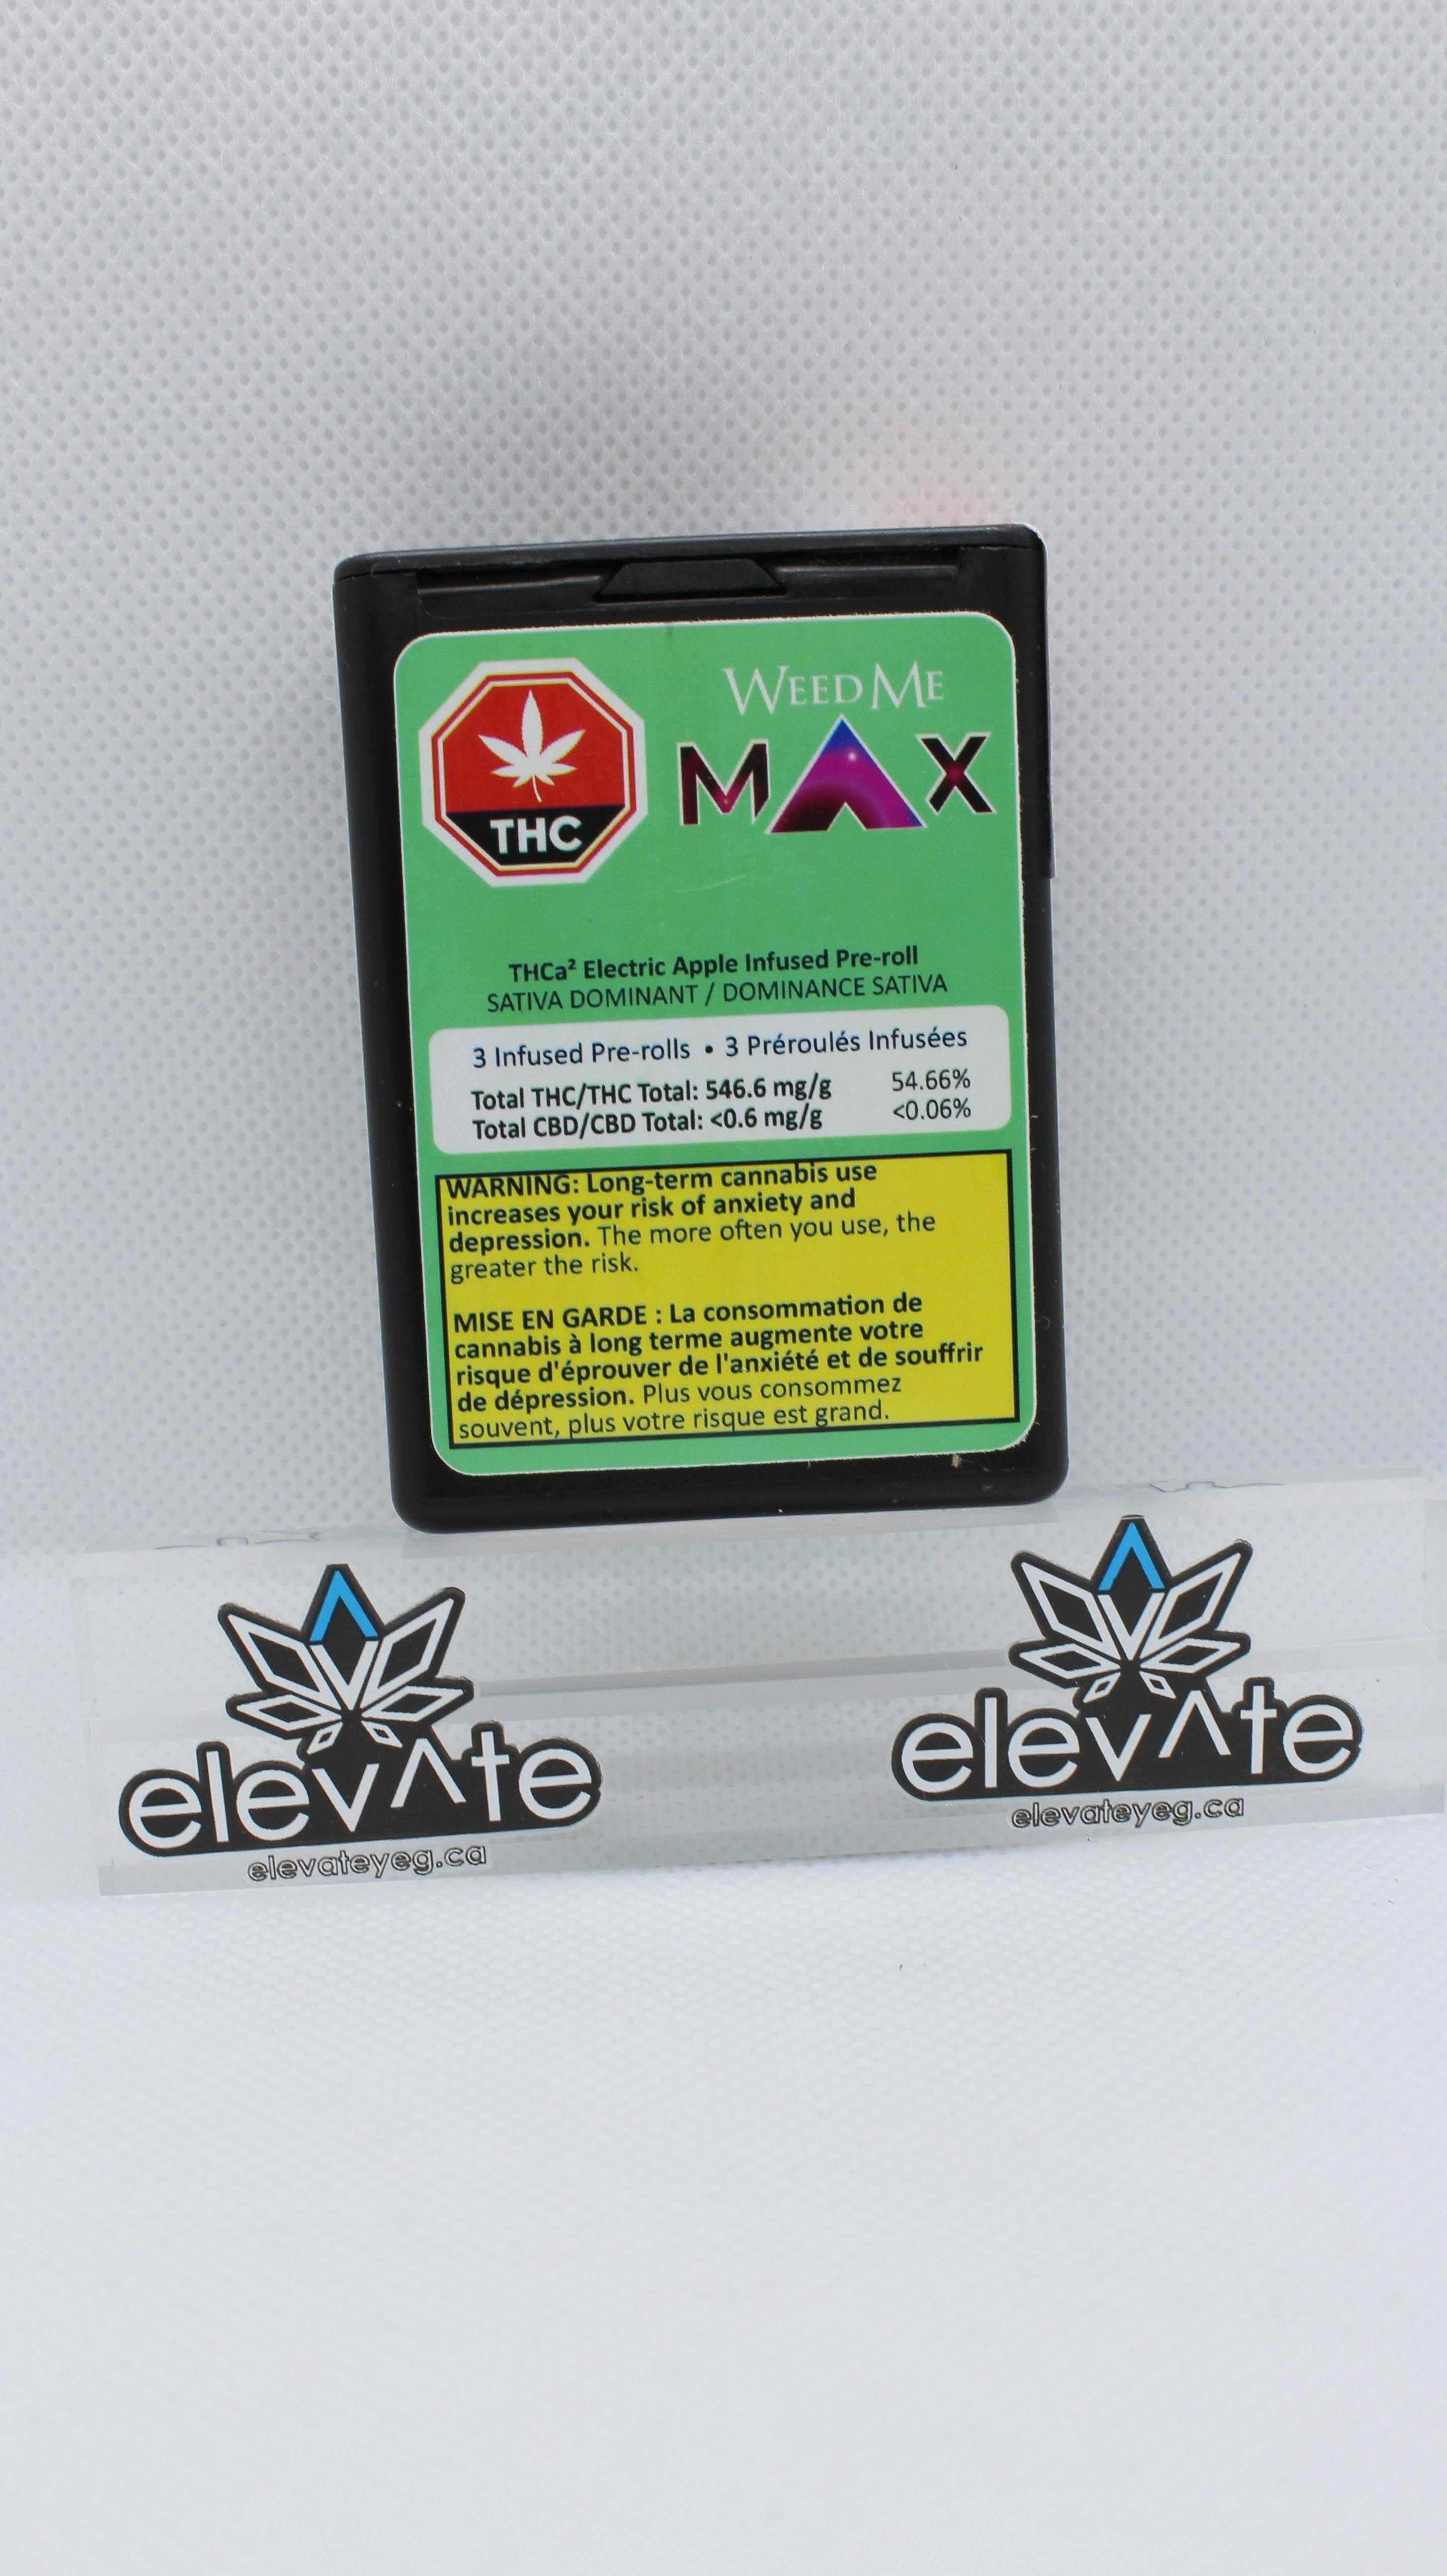 WEED ME
MAX
THC
THCa² Electric Apple Infused Pre-roll
SATIVA DOMINANT / DOMINANCE SATIVA
3 Infused Pre-rolls • 3 Préroulés Infusées
Total THC/THC Total: 546.6 mg/g 54.66%
Total CBD/CBD Total: <0.6 mg/g <0.06%
WARNING: Long-term cannabis use
increases your risk of anxiety and
depression. The more often you use, the
greater the risk.
MISE EN GARDE : La consommation de
cannabis à long terme augmente votre
risque d'éprouver de l'anxiété et de souffrir
de dépression. Plus vous consommez
souvent, plus votre risque est grand.
elevʌte
elevateyeg.ca
elevʌte
elevateyeg.ca